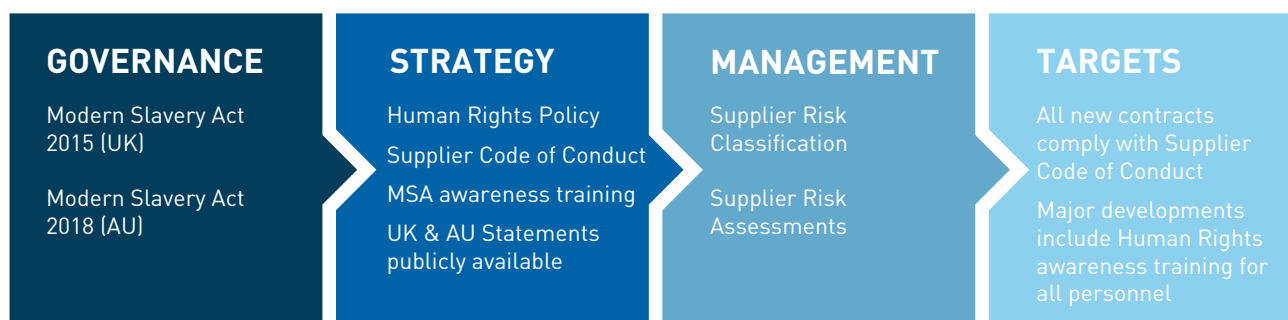 GOVERNANCE
Modern Slavery Act
2015 (UK)
Modern Slavery Act
2018 (AU)
STRATEGY
Human Rights Policy
Supplier Code of Conduct
MSA awareness training
UK & AU Statements
publicly available
MANAGEMENT
Supplier Risk
Classification
Supplier Risk
Assessments
TARGETS
All new contracts
comply with Supplier
Code of Conduct
Major developments
include Human Rights
awareness training for
all personnel